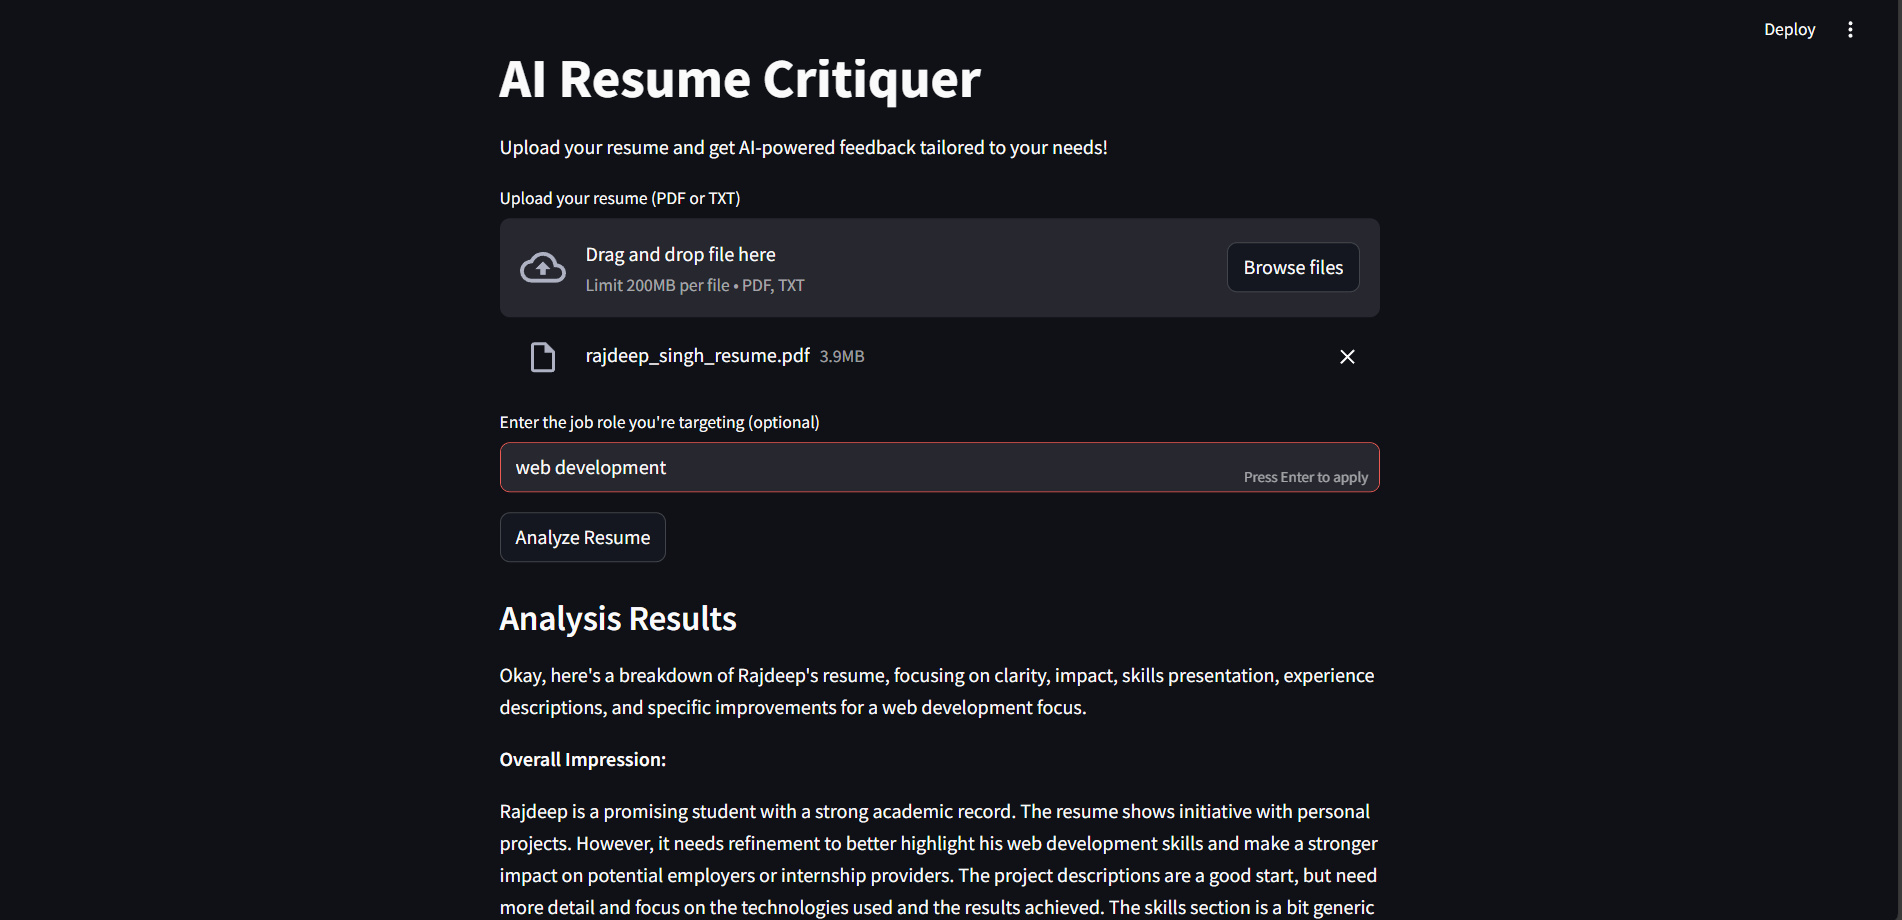 Deploy
AI Resume Critiquer
Upload your resume and get AI-powered feedback tailored to your needs!
Upload your resume (PDF or TXT)
Drag and drop file here
Limit 200MB per file • PDF, TXT
Browse files
rajdeep_singh_resume.pdf 3.9MB
Enter the job role you're targeting (optional)
web development
Press Enter to apply
Analyze Resume
Analysis Results
Okay, here's a breakdown of Rajdeep's resume, focusing on clarity, impact, skills presentation, experience
descriptions, and specific improvements for a web development focus.
Overall Impression:
Rajdeep is a promising student with a strong academic record. The resume shows initiative with personal
projects. However, it needs refinement to better highlight his web development skills and make a stronger
impact on potential employers or internship providers. The project descriptions are a good start, but need
more detail and focus on the technologies used and the results achieved. The skills section is a bit generic